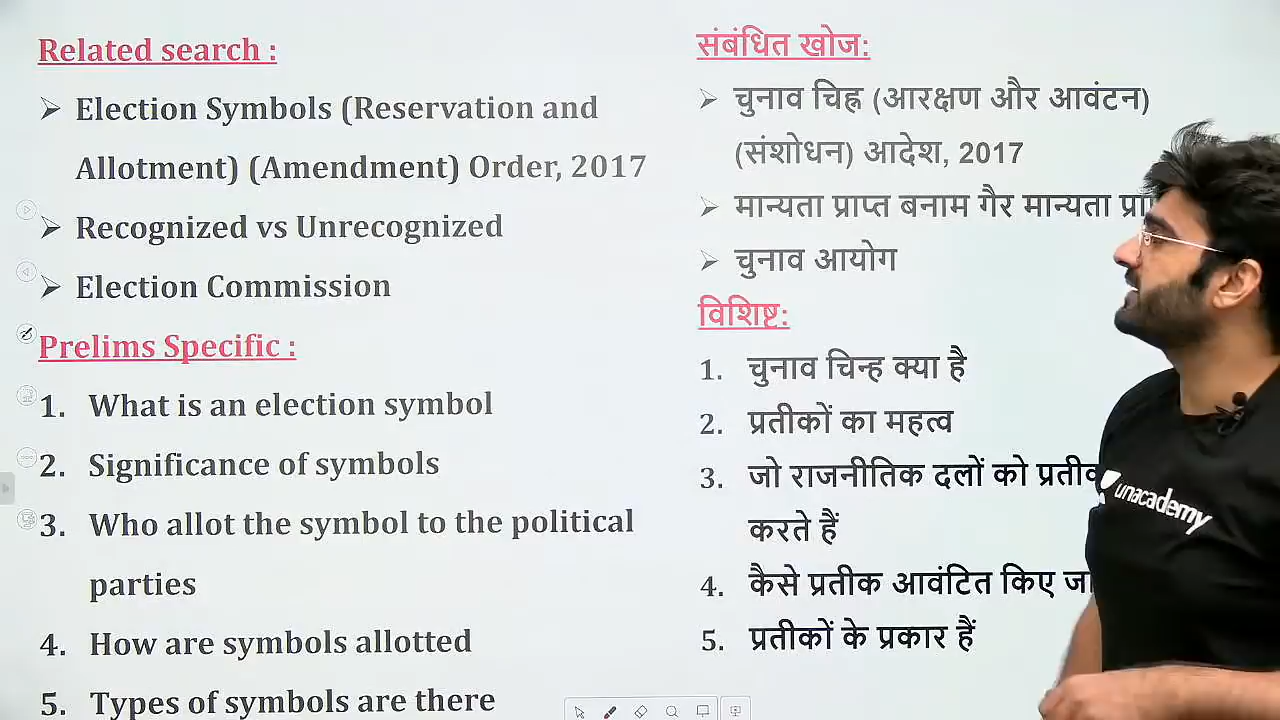 Related search :
➢ Election Symbols (Reservation and
Allotment) (Amendment) Order, 2017
➢ Recognized vs Unrecognized
➢ Election Commission
Prelims Specific :
1. What is an election symbol
2. Significance of symbols
3. Who allot the symbol to the political
parties
4. How are symbols allotted
5. Types of symbols are there
संबंधित खोज:
➢ चुनाव चिह्न (आरक्षण और आवंटन)
(संशोधन) आदेश, 2017
➢ मान्यता प्राप्त बनाम गैर मान्यता
➢ चुनाव आयोग
विशिष्ट:
1. चुनाव चिन्ह क्या है
2. प्रतीकों का महत्व
3. जो राजनीतिक दलों को
करते हैं
4. कैसे प्रतीक आवंटित किए
5. प्रतीकों के प्रकार हैं
unacademy